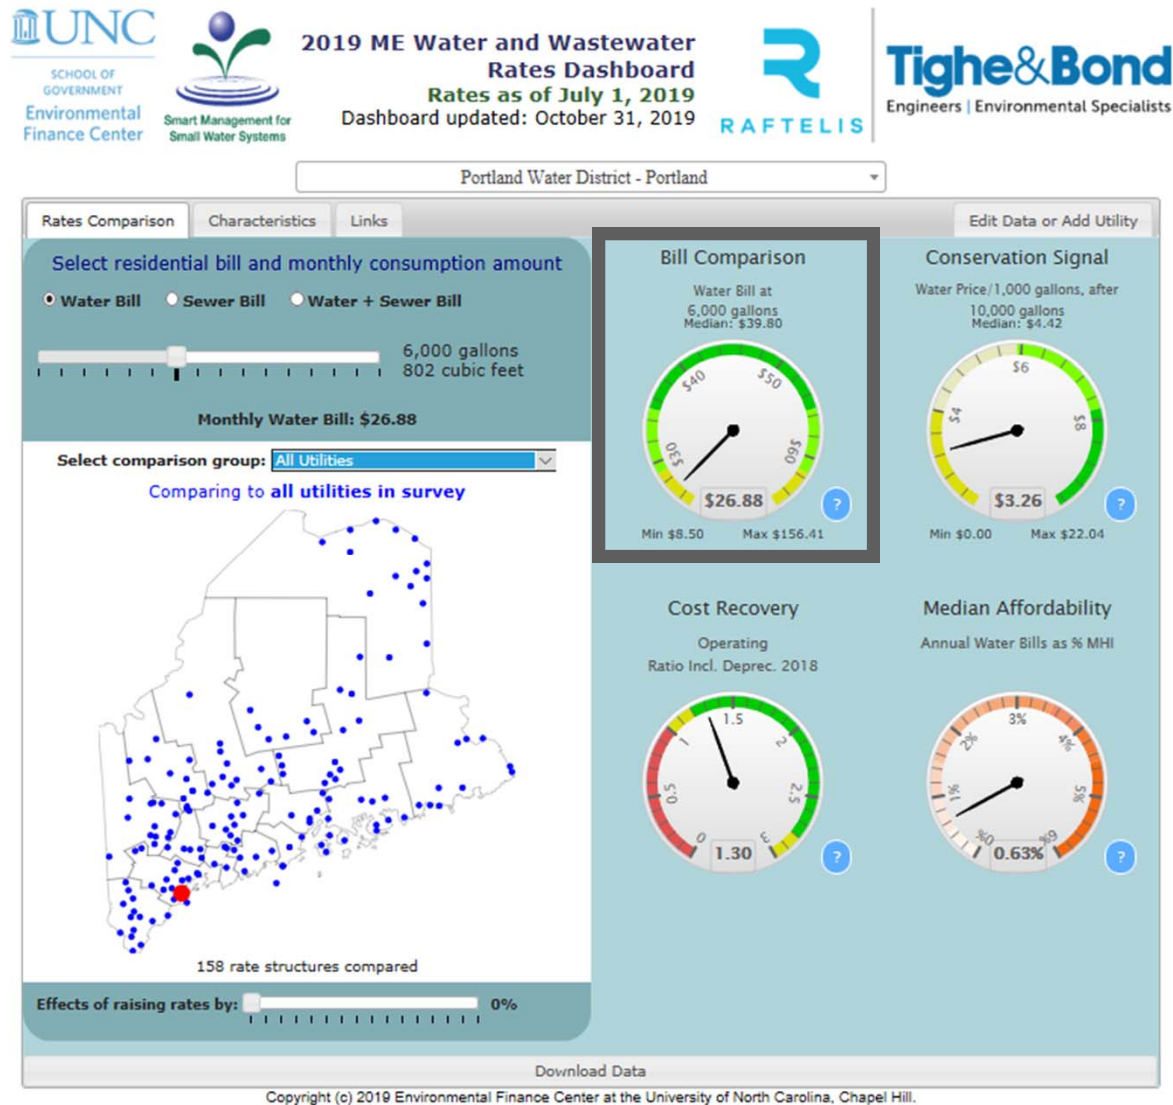 UNC
SCHOOL OF
GOVERNMENT
Environmental
Finance Center
Smart Management for
Small Water Systems
2019 ME Water and Wastewater
Rates Dashboard
Rates as of July 1, 2019
Dashboard updated: October 31, 2019
RAFTELIS
Tighe&Bond
Engineers | Environmental Specialists
Portland Water District - Portland
Rates Comparison
Characteristics
Links
Edit Data or Add Utility
Select residential bill and monthly consumption amount
Water Bill
Sewer Bill
Water + Sewer Bill
6,000 gallons
802 cubic feet
Monthly Water Bill: $26.88
Select comparison group: All Utilities
Comparing to all utilities in survey
158 rate structures compared
Effects of raising rates by: 0%
Bill Comparison
Water Bill at
6,000 gallons
Median: $39.80
$30
$40
$50
$60
$26.88
?
Min $8.50
Max $156.41
Conservation Signal
Water Price/1,000 gallons, after
10,000 gallons
Median: $4.42
$4
$6
$8
$3.26
?
Min $0.00
Max $22.04
Cost Recovery
Operating
Ratio Incl. Deprec. 2018
0
0.5
1
1.5
2
2.5
3
1.30
?
Median Affordability
Annual Water Bills as % MHI
0%
1%
2%
3%
4%
5%
6%
0.63%
?
Download Data
Copyright (c) 2019 Environmental Finance Center at the University of North Carolina, Chapel Hill.